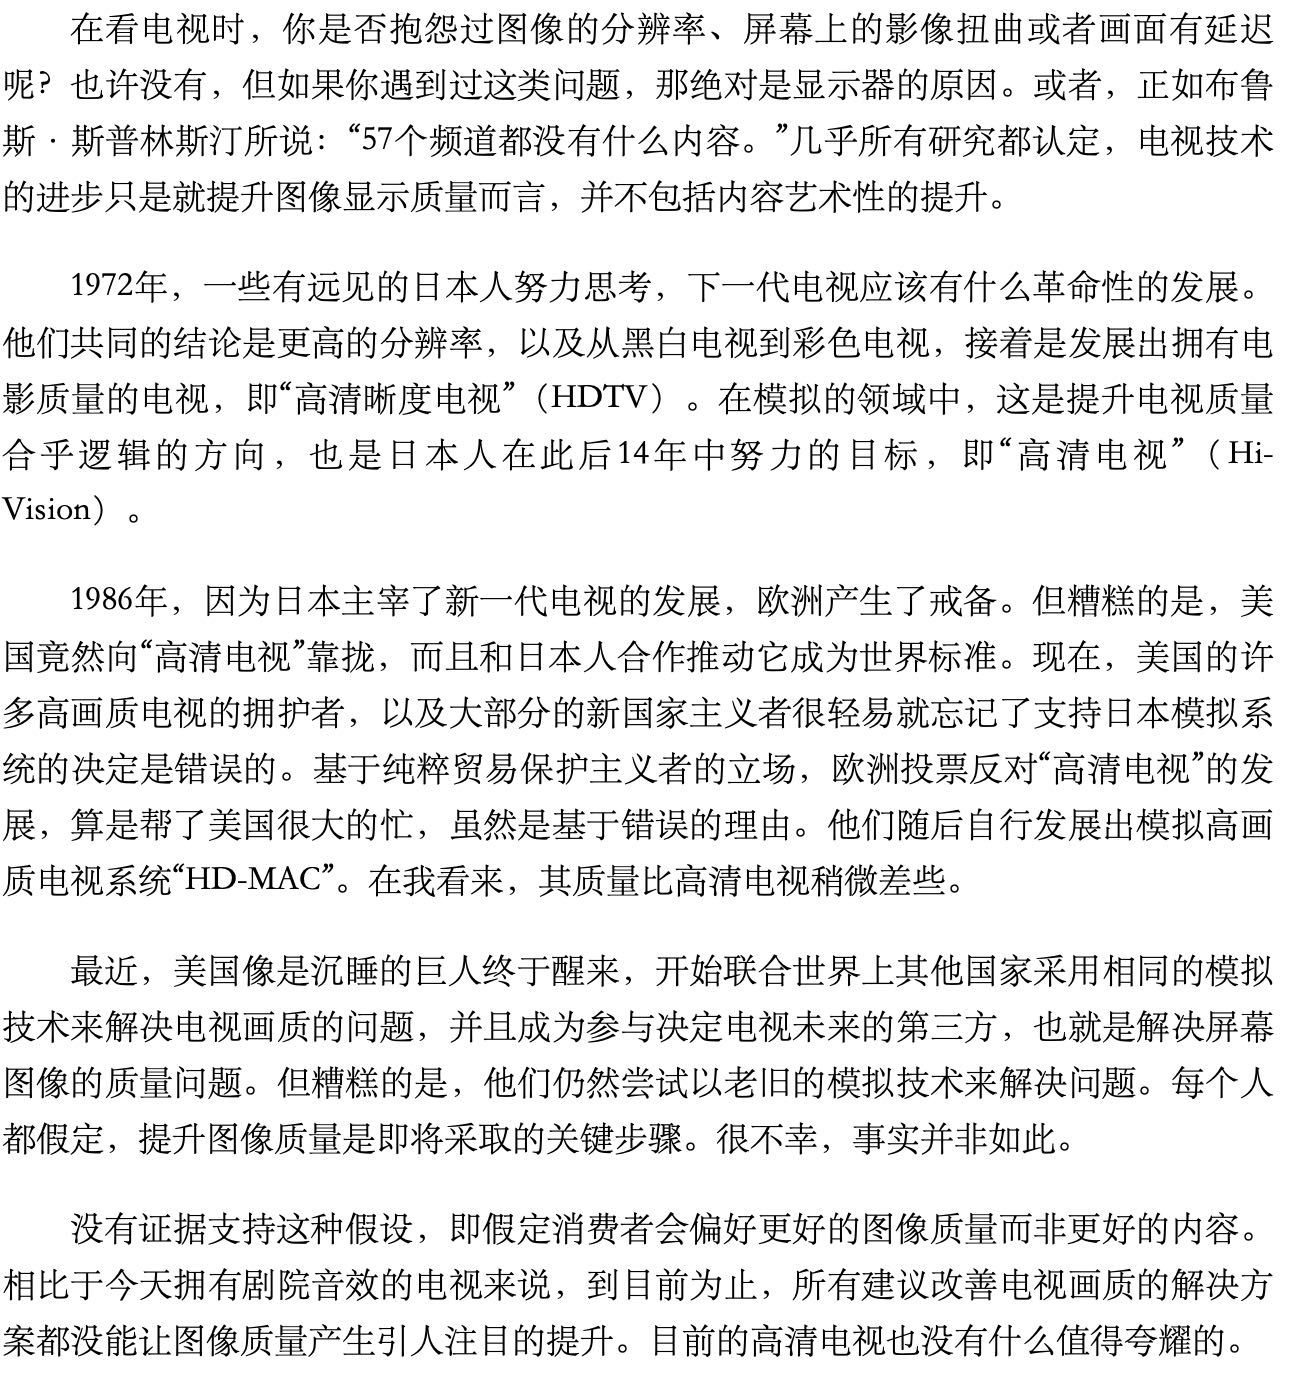 在看电视时，你是否抱怨过图像的分辨率、屏幕上的影像扭曲或者画面有延迟
呢？也许没有，但如果你遇到过这类问题，那绝对是显示器的原因。或者，正如布鲁
斯·斯普林斯汀所说：“57个频道都没有什么内容。”几乎所有研究都认定，电视技术
的进步只是就提升图像显示质量而言，并不包括内容艺术性的提升。
1972年，一些有远见的日本人努力思考，下一代电视应该有什么革命性的发展。
他们共同的结论是更高的分辨率，以及从黑白电视到彩色电视，接着是发展出拥有电
影质量的电视，即“高清晰度电视”（HDTV）。在模拟的领域中，这是提升电视质量
合乎逻辑的方向，也是日本人在此后14年中努力的目标，即“高清电视”（Hi-
Vision）。
1986年，因为日本主宰了新一代电视的发展，欧洲产生了戒备。但糟糕的是，美
国竟然向“高清电视”靠拢，而且和日本人合作推动它成为世界标准。现在，美国的许
多高画质电视的拥护者，以及大部分的新国家主义者很轻易就忘记了支持日本模拟系
统的决定是错误的。基于纯粹贸易保护主义者的立场，欧洲投票反对“高清电视”的发
展，算是帮了美国很大的忙，虽然是基于错误的理由。他们随后自行发展出模拟高画
质电视系统“HD-MAC”。在我看来，其质量比高清电视稍微差些。
最近，美国像是沉睡的巨人终于醒来，开始联合世界上其他国家采用相同的模拟
技术来解决电视画质的问题，并且成为参与决定电视未来的第三方，也就是解决屏幕
图像的质量问题。但糟糕的是，他们仍然尝试以老旧的模拟技术来解决问题。每个人
都假定，提升图像质量是即将采取的关键步骤。很不幸，事实并非如此。
没有证据支持这种假设，即假定消费者会偏好更好的图像质量而非更好的内容。
相比于今天拥有剧院音效的电视来说，到目前为止，所有建议改善电视画质的解决方
案都没能让图像质量产生引人注目的提升。目前的高清电视也没有什么值得夸耀的。